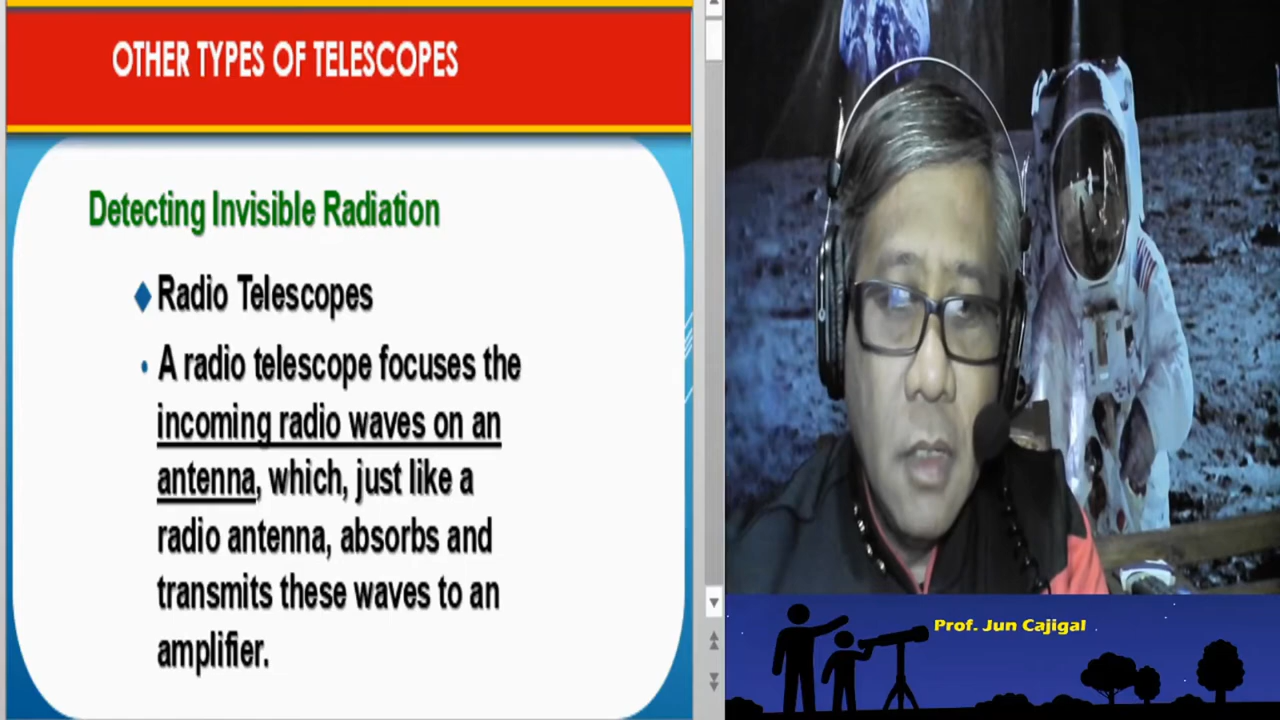 OTHER TYPES OF TELESCOPES
Detecting Invisible Radiation
Radio Telescopes
• A radio telescope focuses the
incoming radio waves on an
antenna, which, just like a
radio antenna, absorbs and
transmits these waves to an
amplifier.
Prof. Jun Cajigal